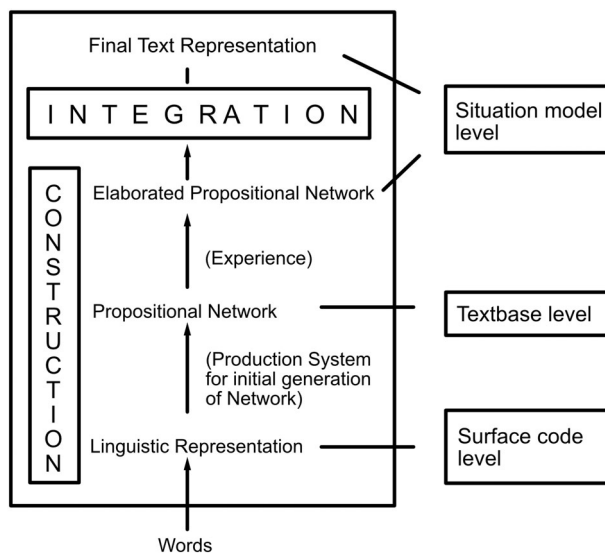 Final Text Representation
INTEGRATION
Situation model
level
CONSTRUCTION
Elaborated Propositional Network
(Experience)
Propositional Network
Textbase level
(Production System
for initial generation
of Network)
Linguistic Representation
Surface code
level
Words